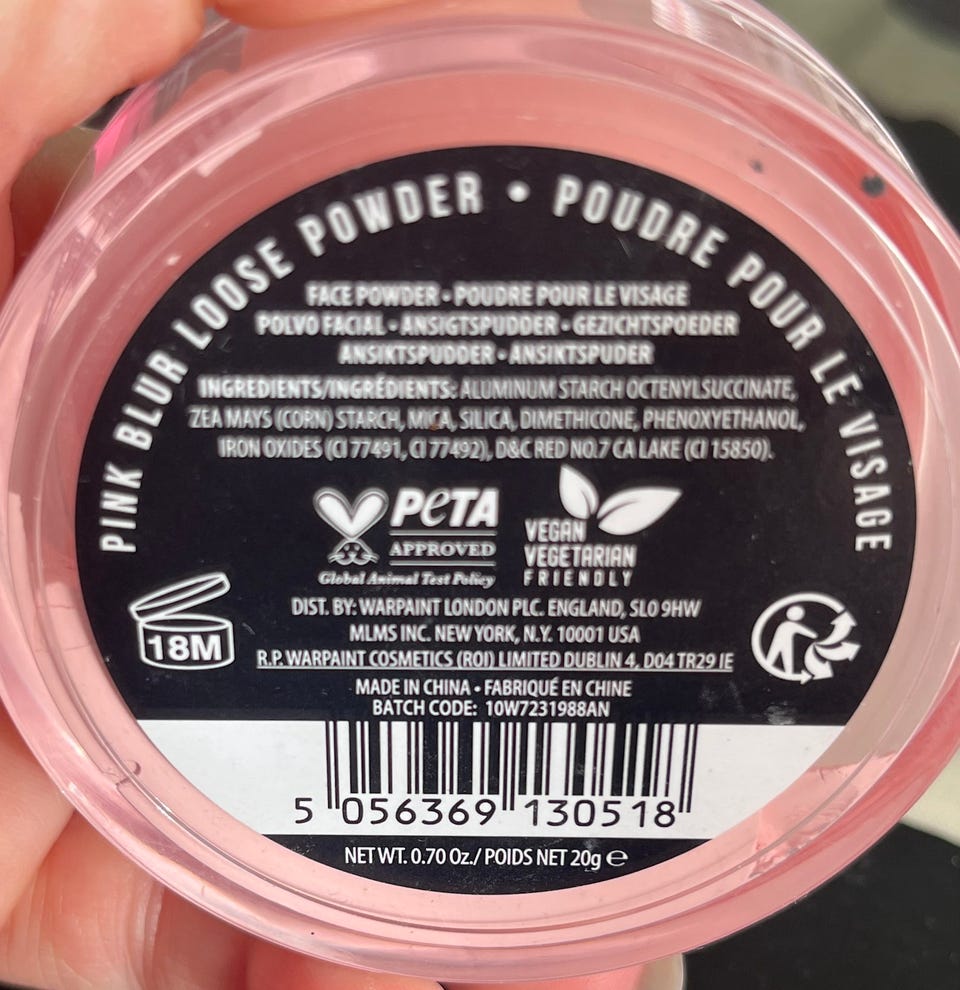 PINK BLUR LOOSE POWDER • POUDRE POUR LE VISAGE
FACE POWDER • POUDRE POUR LE VISAGE
POLVO FACIAL • ANSIGTSPUDDER • GEZICHTSPOEDER
ANSIKTSPUDDER • ANSIKTSPUDER
INGREDIENTS/INGRÉDIENTS: ALUMINUM STARCH OCTENYLSUCCINATE,
ZEA MAYS (CORN) STARCH, MICA, SILICA, DIMETHICONE, PHENOXYETHANOL,
IRON OXIDES (CI 77491, CI 77492), D&C RED NO.7 CA LAKE (CI 15850).
PETA
APPROVED
Global Animal Test Policy
VEGAN
VEGETARIAN
FRIENDLY
18M
DIST. BY: WARPAINT LONDON PLC. ENGLAND, SL0 9HW
MLMS INC. NEW YORK, N.Y. 10001 USA
R.P. WARPAINT COSMETICS (ROI) LIMITED DUBLIN 4, D04 TR29 IE
MADE IN CHINA • FABRIQUÉ EN CHINE
BATCH CODE: 10W7231988AN
5 056369 130518
NET WT. 0.70 Oz./ POIDS NET 20g ℮